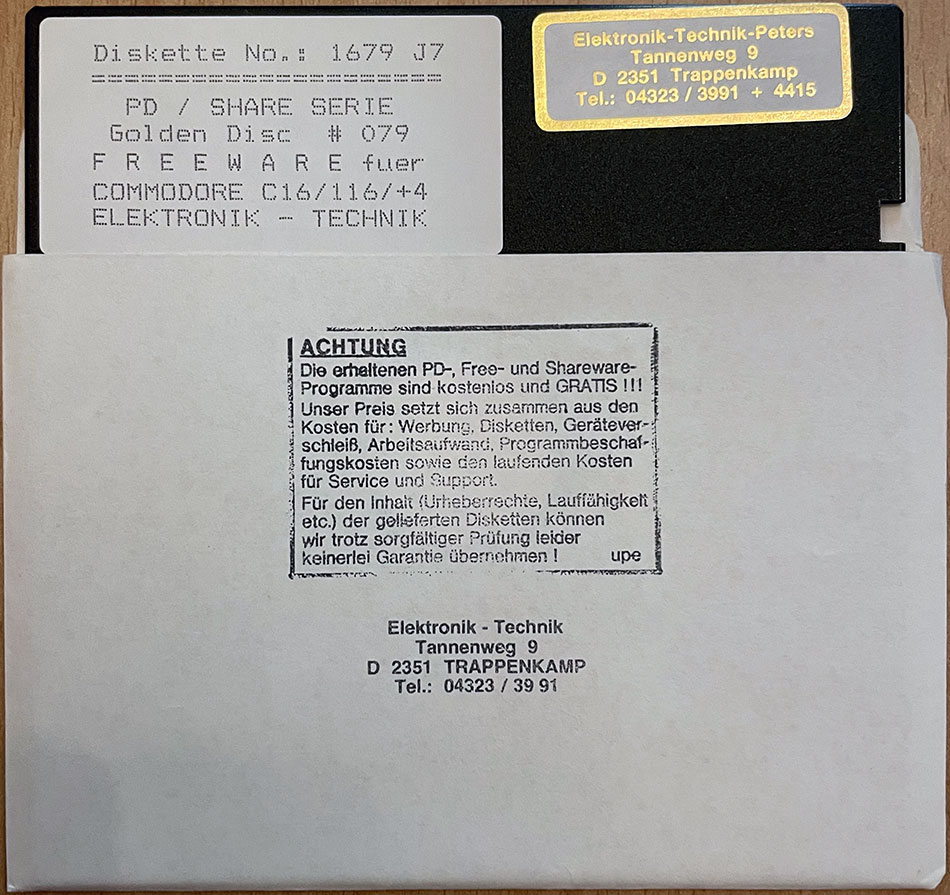 Diskette No.: 1679 J7
======================
PD / SHARE SERIE
Golden Disc # 079
F R E E W A R E fuer
COMMODORE C16/116/+4
ELEKTRONIK - TECHNIK
Elektronik-Technik-Peters
Tannenweg 9
D 2351 Trappenkamp
Tel.: 04323 / 3991 + 4415
ACHTUNG
Die erhaltenen PD-, Free- und Shareware-
Programme sind kostenlos und GRATIS !!!
Unser Preis setzt sich zusammen aus den
Kosten für: Werbung, Disketten, Gerätever-
schleiß, Arbeitsaufwand, Programmbeschaf-
fungskosten sowie den laufenden Kosten
für Service und Support.
Für den Inhalt (Urheberrechte, Lauffähigkeit
etc.) der gelieferten Disketten können
wir trotz sorgfältiger Prüfung leider
keinerlei Garantie übernehmen ! upe
Elektronik - Technik
Tannenweg 9
D 2351 TRAPPENKAMP
Tel.: 04323 / 39 91